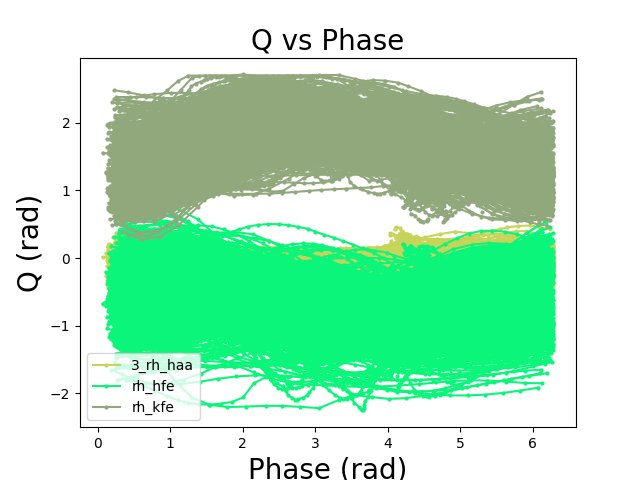 Q vs Phase
Q (rad)
2
1
0
−1
−2
3_rh_haa
rh_hfe
rh_kfe
0 1 2 3 4 5 6
Phase (rad)